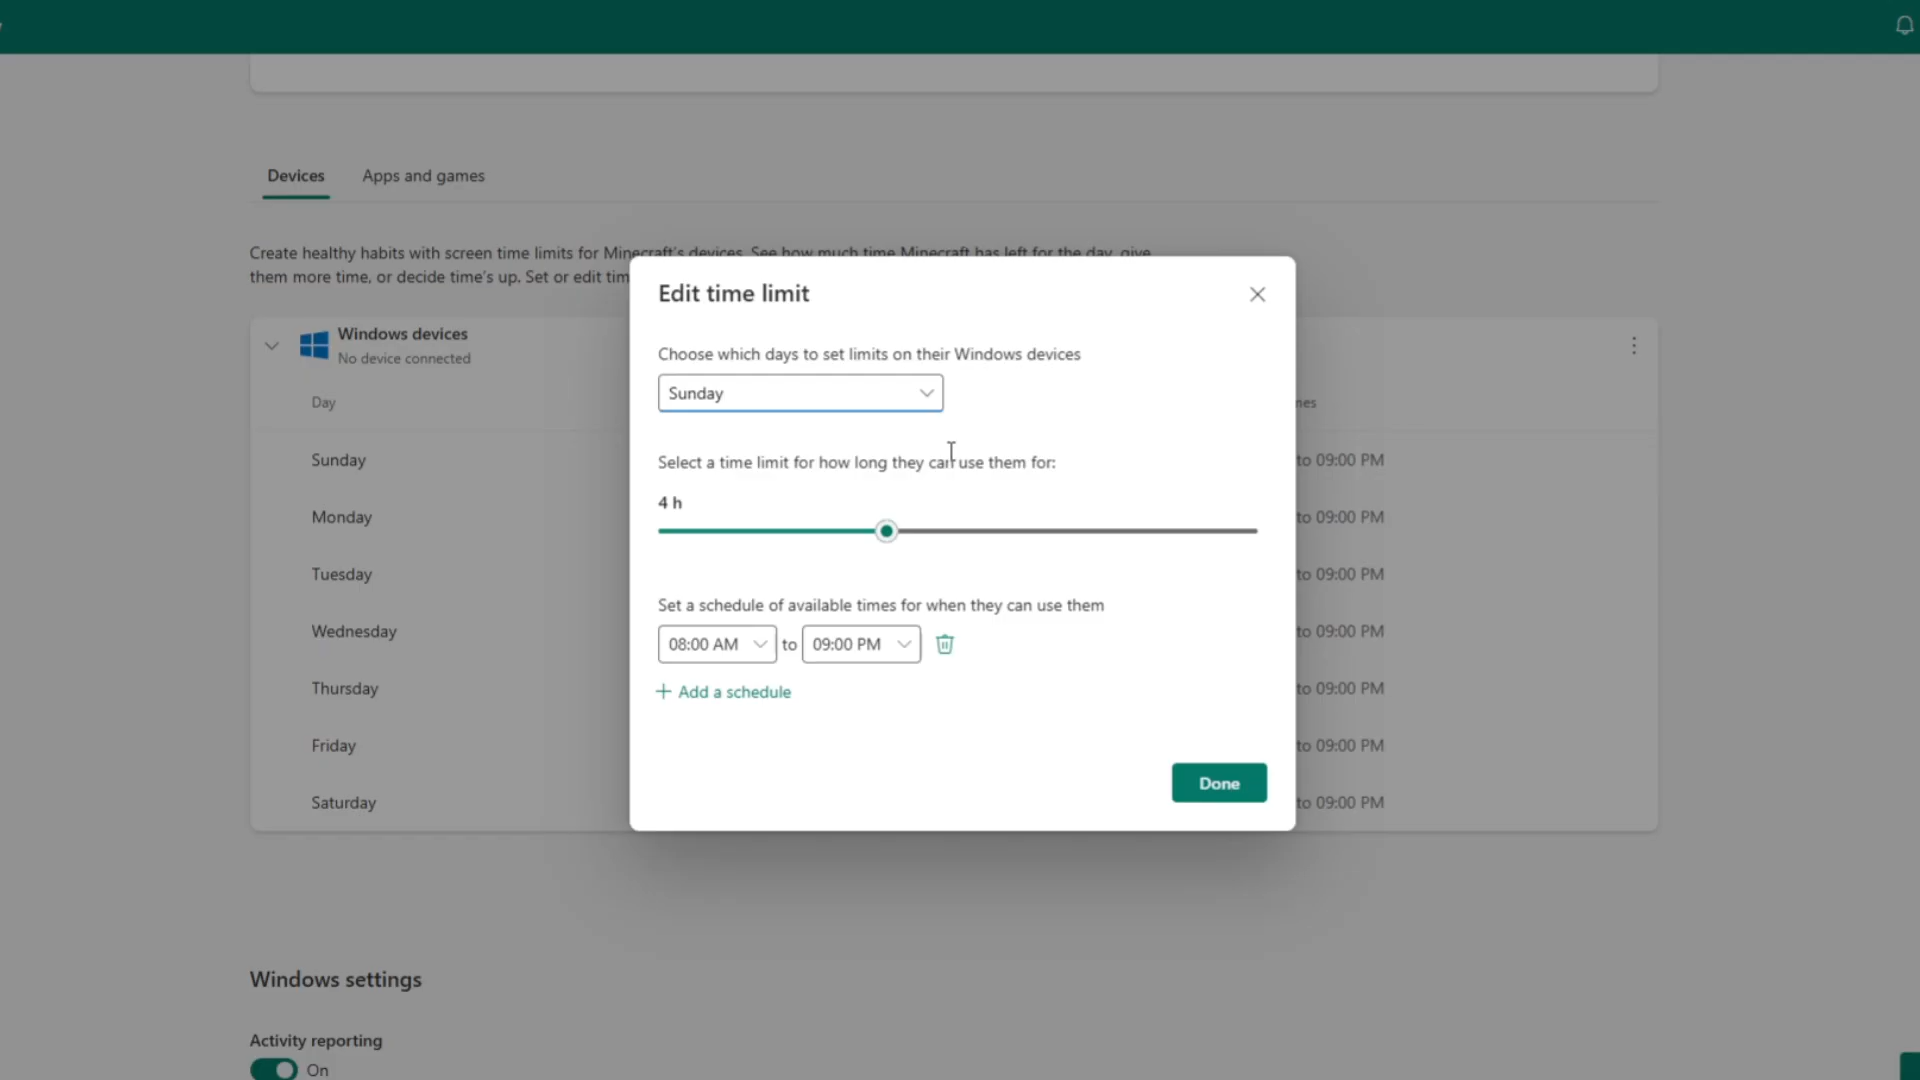 Devices
Apps and games
Create healthy habits with screen time limits for Minecraft's devices. See how much time Minecraft has left for the day, give
them more time, or decide time's up. Set or edit tim
Windows devices
No device connected
Day
Sunday
to 09:00 PM
Monday
to 09:00 PM
Tuesday
to 09:00 PM
Wednesday
to 09:00 PM
Thursday
to 09:00 PM
Friday
to 09:00 PM
Saturday
to 09:00 PM
Edit time limit
Choose which days to set limits on their Windows devices
Sunday
Select a time limit for how long they can use them for:
4 h
Set a schedule of available times for when they can use them
08:00 AM to 09:00 PM
+ Add a schedule
Done
Windows settings
Activity reporting
On